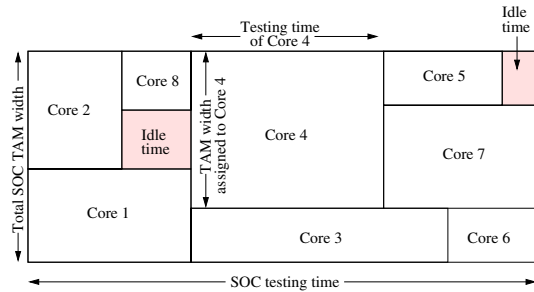 Testing time
of Core 4
Idle
time
Core 2
Core 8
Core 5
Total SOC TAM width
Idle
time
TAM width
assigned to Core 4
Core 4
Core 7
Core 1
Core 3
Core 6
SOC testing time